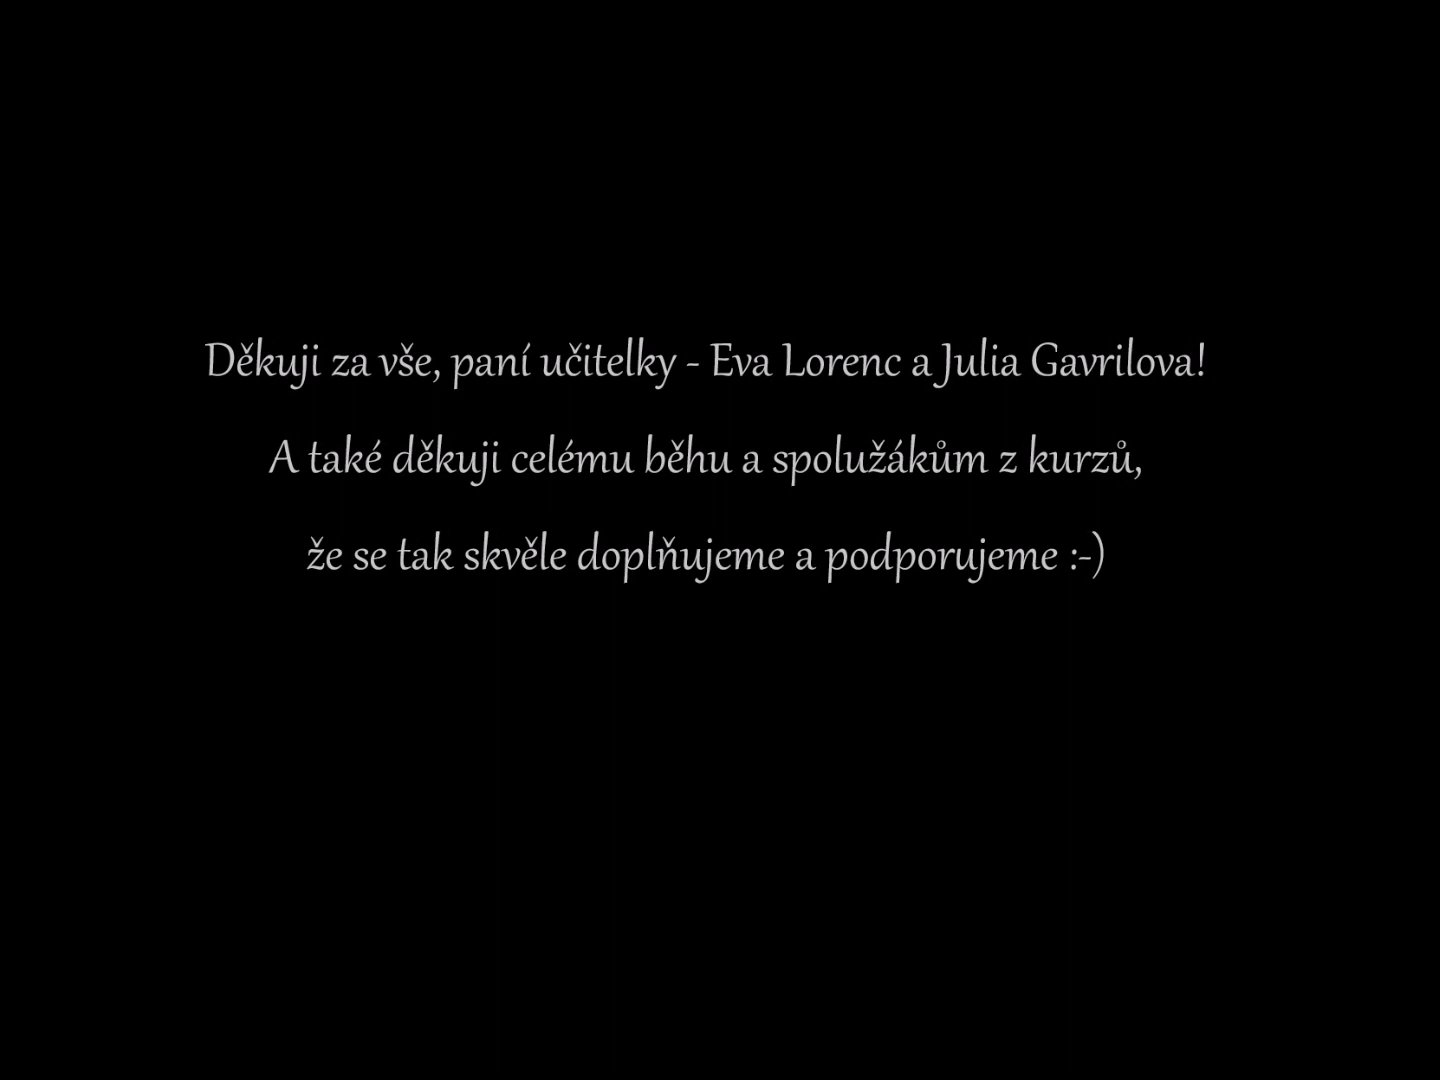 Děkuji za vše, paní učitelky - Eva Lorenc a Julia Gavrilova!
A také děkuji celému běhu a spolužákům z kurzů,
že se tak skvěle doplňujeme a podporujeme :-)